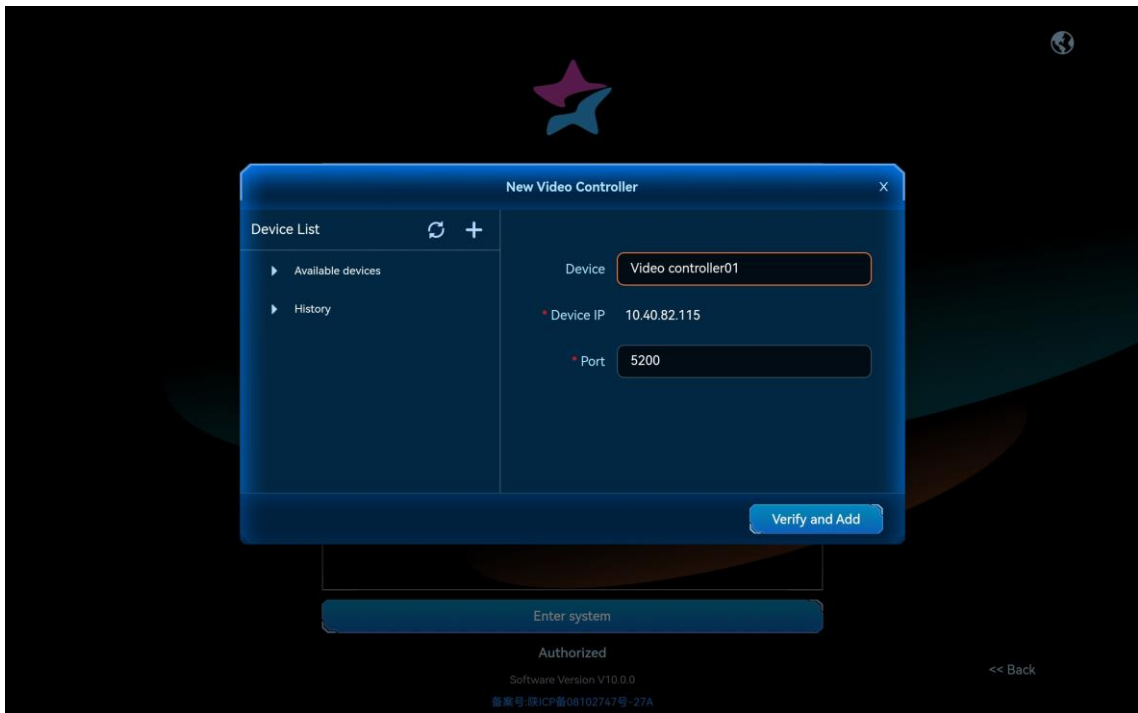 New Video Controller
X
Device List
Available devices
History
Device Video controller01
* Device IP 10.40.82.115
* Port 5200
Verify and Add
Enter system
Authorized
<< Back
Software Version V10.0.0
备案号:陕ICP备08102747号-27A